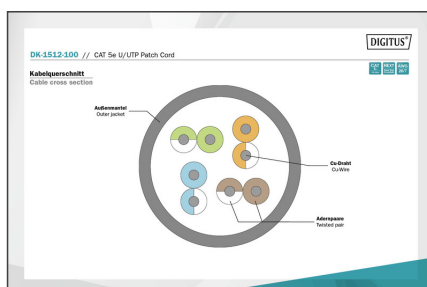 DIGITUS®
DK-1512-100 // CAT 5e U/UTP Patch Cord
Kabelquerschnitt
Cable cross section
Außenmantel
Outer jacket
Cu-Draht
Cu-Wire
Adernpaare
Twisted pair